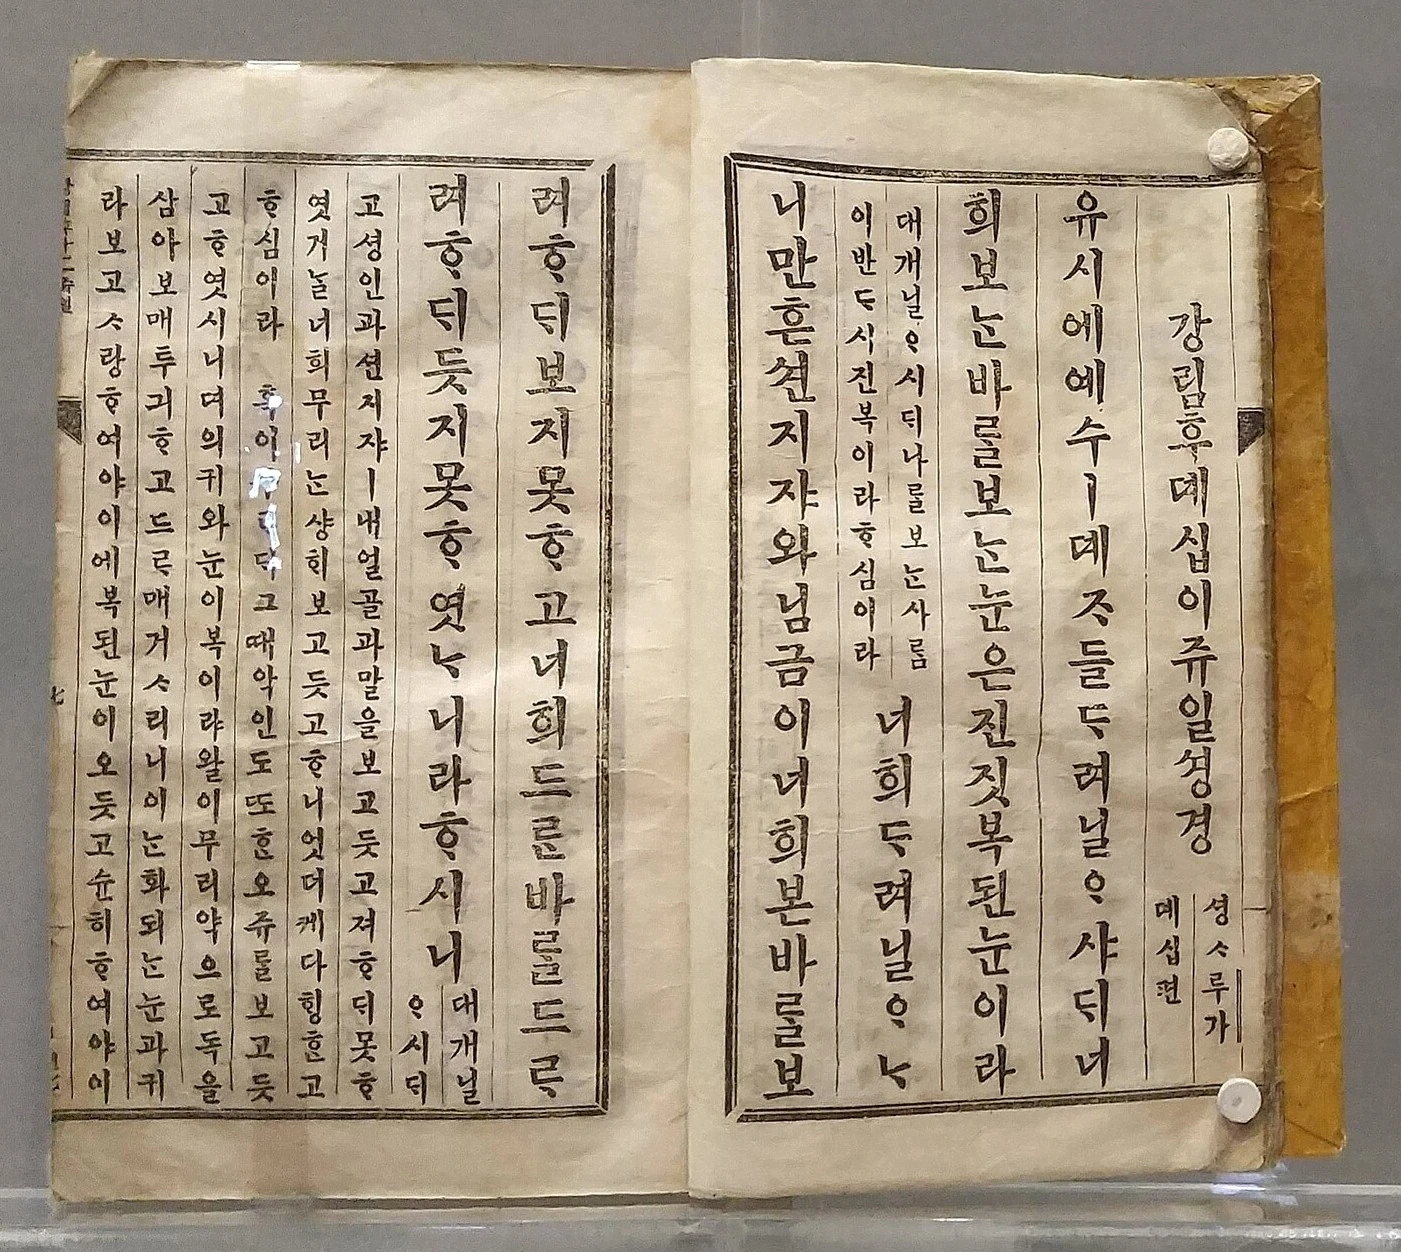 강림후뎨십이쥬일셩경
셩ᄉᆞ루가
뎨십편
유시에예수ㅣ뎨ᄌᆞ들ᄃᆞ려닐ᄋᆞ샤ᄃᆡ너
희보ᄂᆞᆫ바ᄅᆞᆯ보ᄂᆞᆫ눈은진짓복된눈이라
대개닐ᄋᆞ시ᄃᆡ나ᄅᆞᆯ보ᄂᆞᆫ사ᄅᆞᆷ
이반ᄃᆞ시진복이라ᄒᆞ심이라
너희ᄃᆞ려닐ᄋᆞᄂᆞ
니만흔션지쟈와님금이너희본바ᄅᆞᆯ보
려ᄒᆞᄃᆡ보지못ᄒᆞ고너희드ᄅᆞᆫ바ᄅᆞᆯ드ᄅᆞ
려ᄒᆞᄃᆡ듯지못ᄒᆞ엿ᄂᆞ니라ᄒᆞ시니
대개닐
ᄋᆞ시ᄃᆡ
고셩인과션지쟈ㅣ내얼골과말을보고듯고져ᄒᆞᄃᆡ못ᄒᆞ
엿거ᄂᆞᆯ너희무리ᄂᆞᆫ샹희보고듯고ᄒᆞ니엇더케다ᄒᆡᆼᄒᆞᆫ고
ᄒᆞ심이라 혹이 그ᄯᅢ악인도ᄯᅩᄒᆞᆫ오쥬ᄅᆞᆯ보고듯
고ᄒᆞ엿시니뎌의귀와눈이복이랴왈이무리약으로독을
삼아보매투긔ᄒᆞ고드ᄅᆞ매거ᄉᆞ리니이ᄂᆞᆫ화되ᄂᆞᆫ눈과귀
라보고ᄉᆞ랑ᄒᆞ여야이에복된눈이오듯고슌히ᄒᆞ여야이